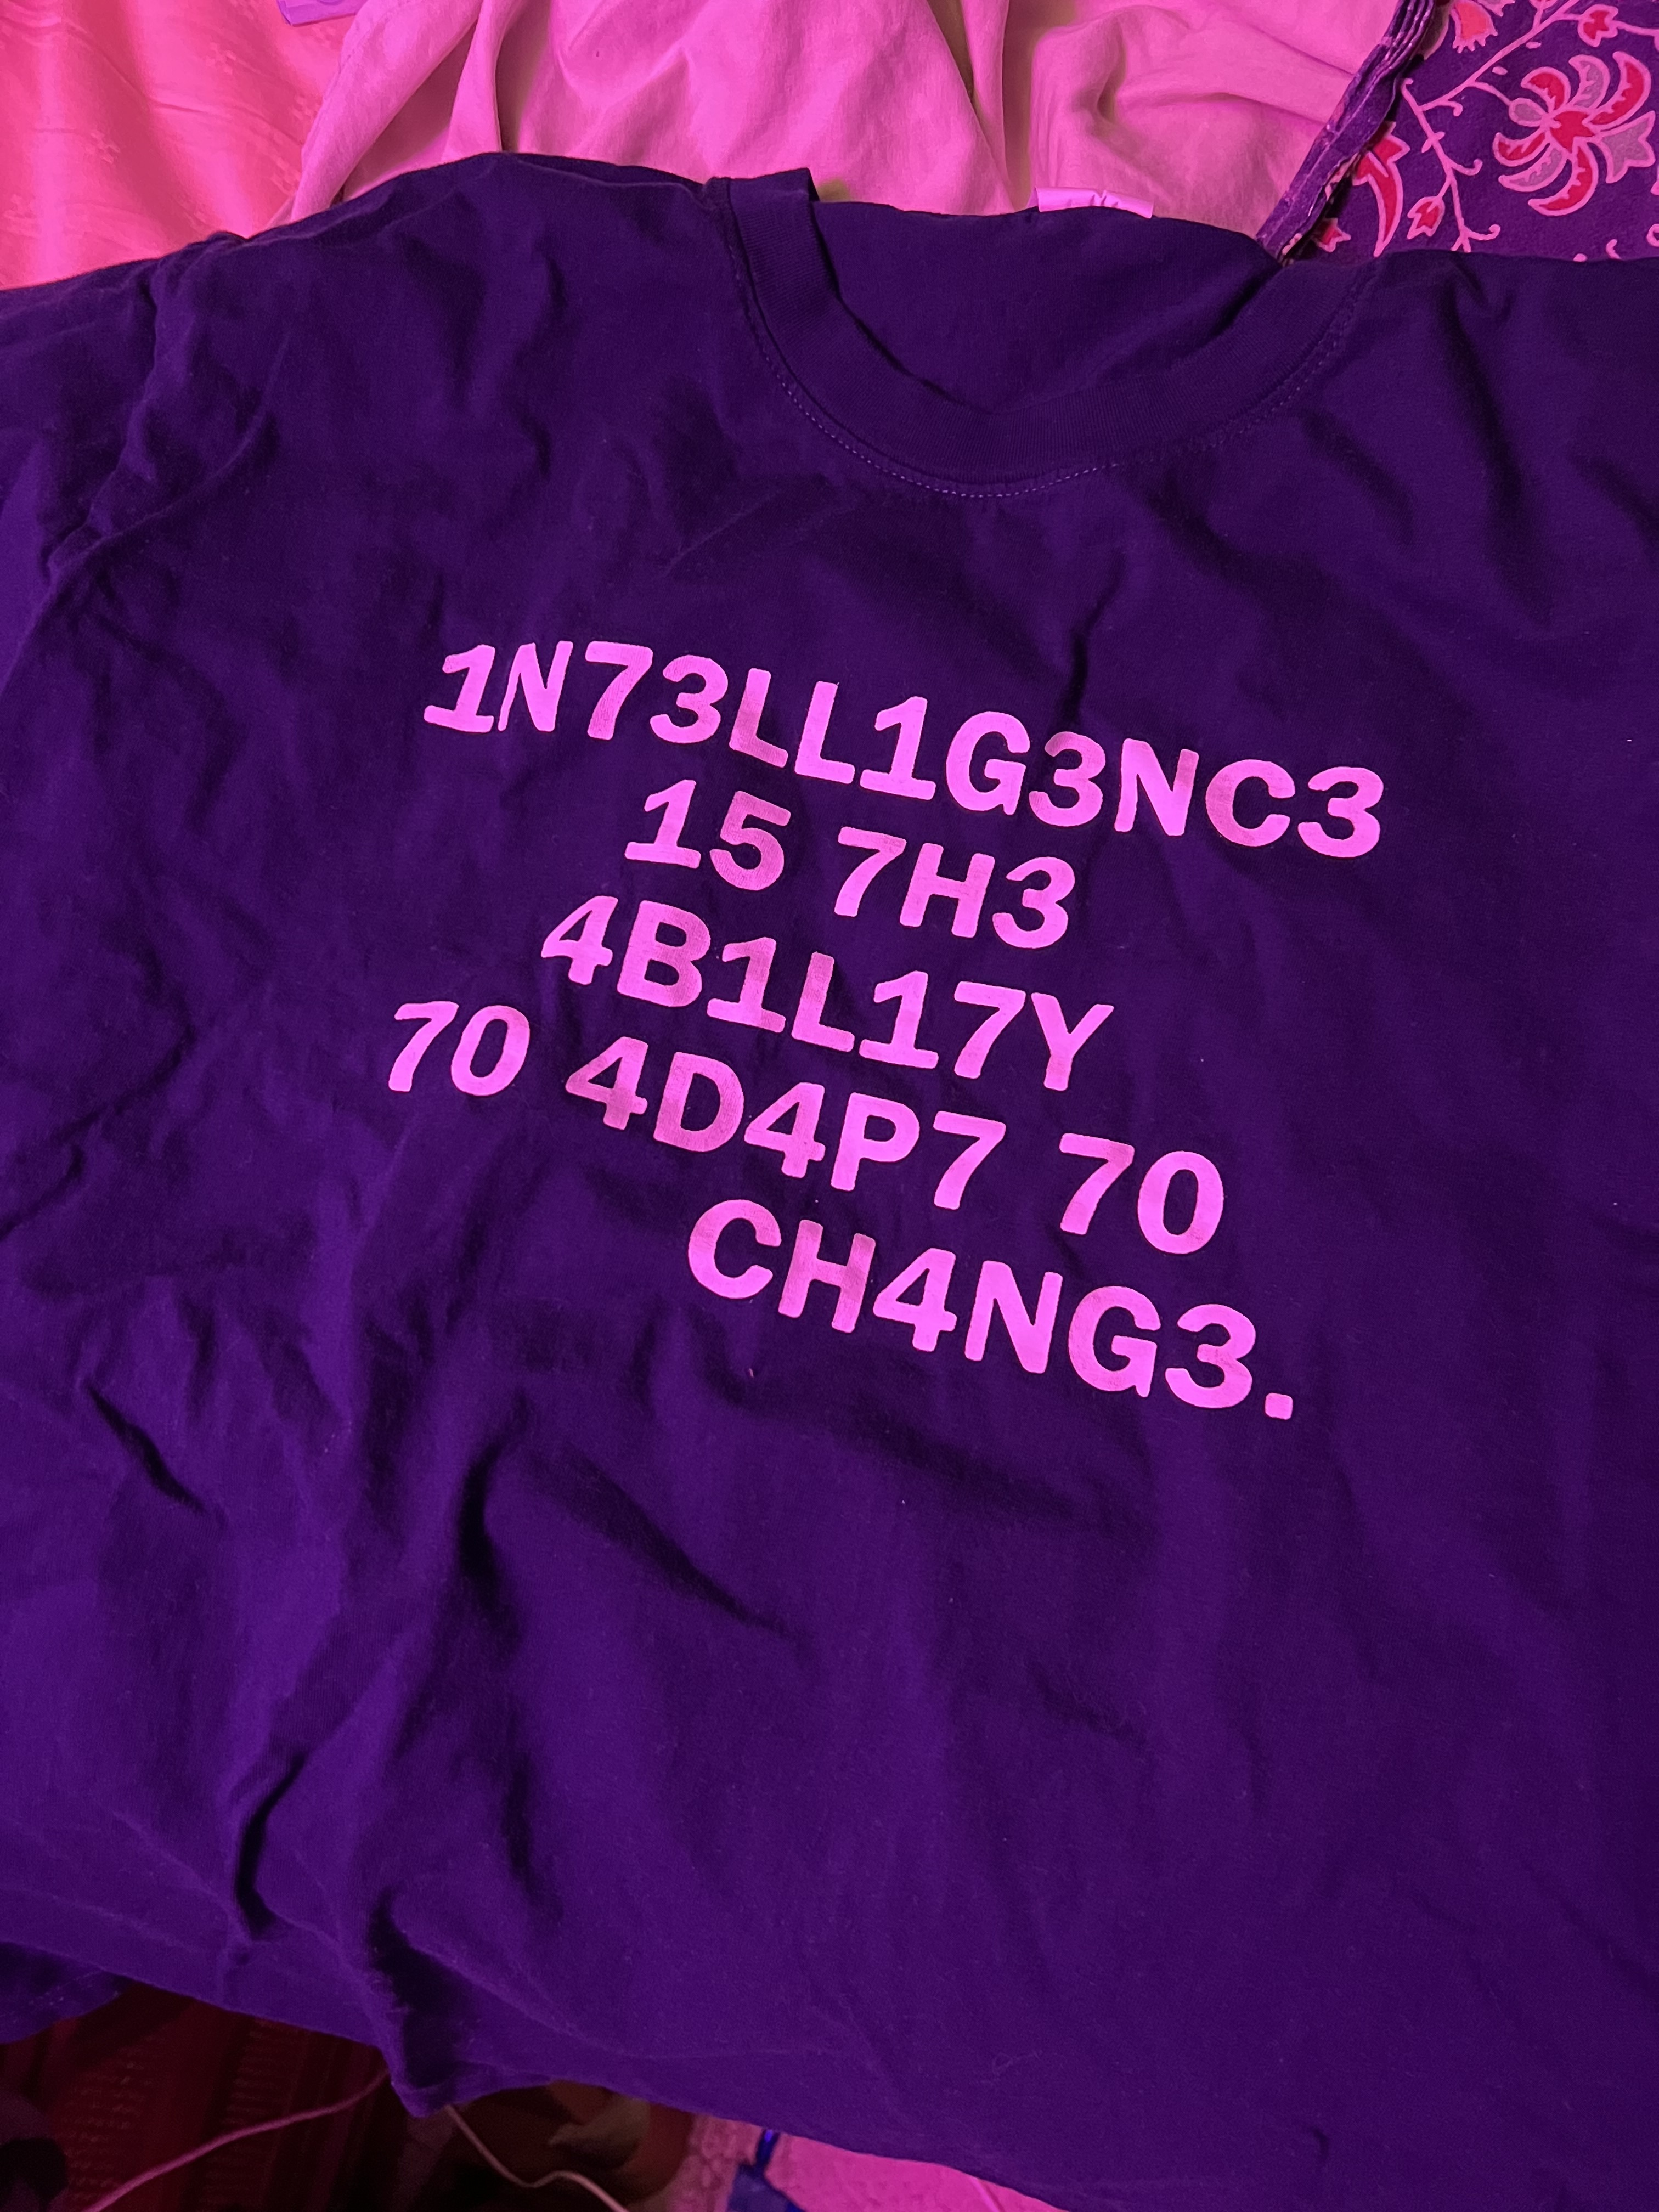 1N73LL1G3NC3
15 7H3
4B1L17Y
70 4D4P7 70
CH4NG3.